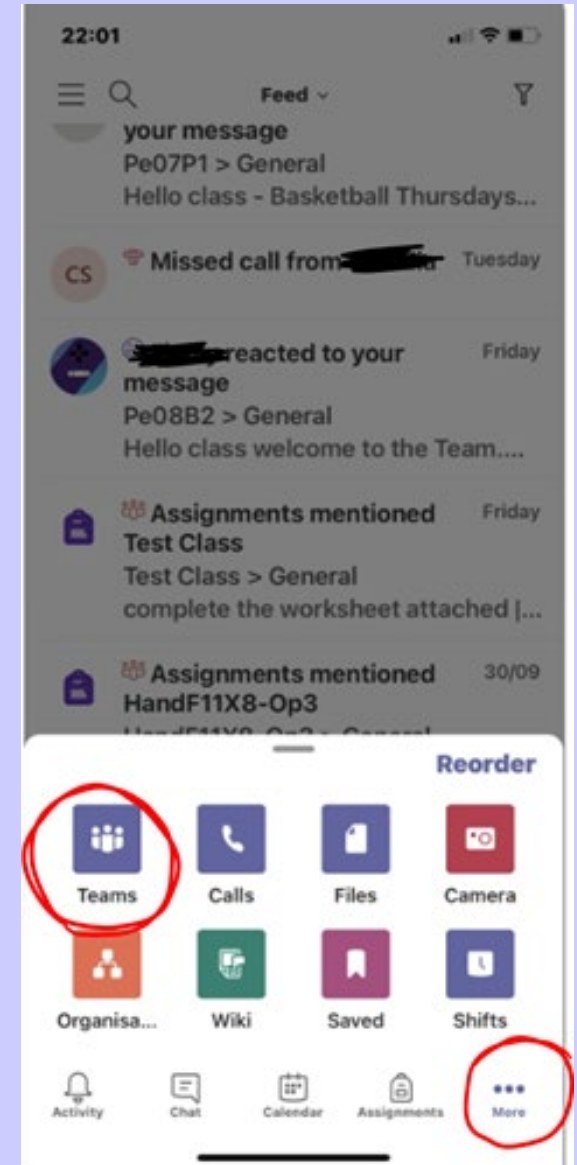 22:01
Feed
your message
Pe07P1 > General
Hello class - Basketball Thursdays...
CS
Missed call from
Tuesday
reacted to your
Friday
message
Pe08B2 > General
Hello class welcome to the Team....
Assignments mentioned
Friday
Test Class
Test Class > General
complete the worksheet attached |...
Assignments mentioned
30/09
HandF11X8-Op3
HandF11X8-Op3 > General
Reorder
Teams Calls Files Camera
Organisa... Wiki Saved Shifts
Activity Chat Calendar Assignments More